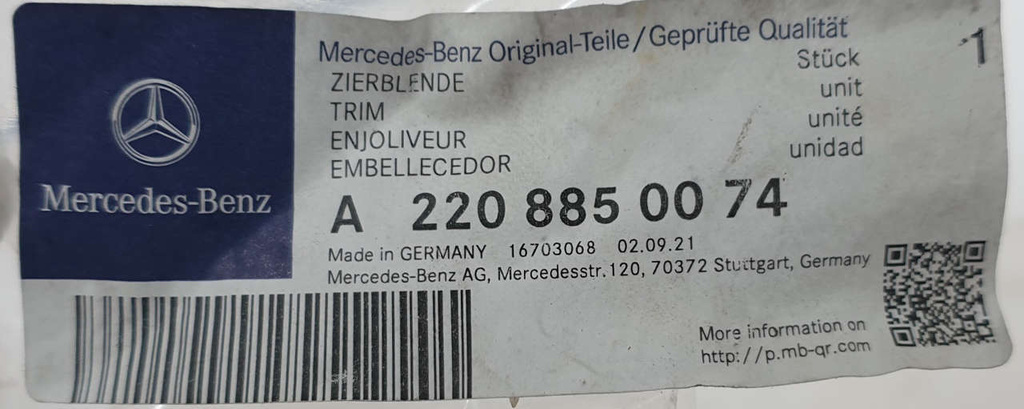 Mercedes-Benz
Mercedes-Benz Original-Teile/Geprüfte Qualität
ZIERBLENDE
TRIM
ENJOLIVEUR
EMBELLECEDOR
Stück
unit
unité
unidad
1
A 220 885 00 74
Made in GERMANY 16703068 02.09.21
Mercedes-Benz AG, Mercedesstr. 120, 70372 Stuttgart, Germany
More information on
http://p.mb-qr.com